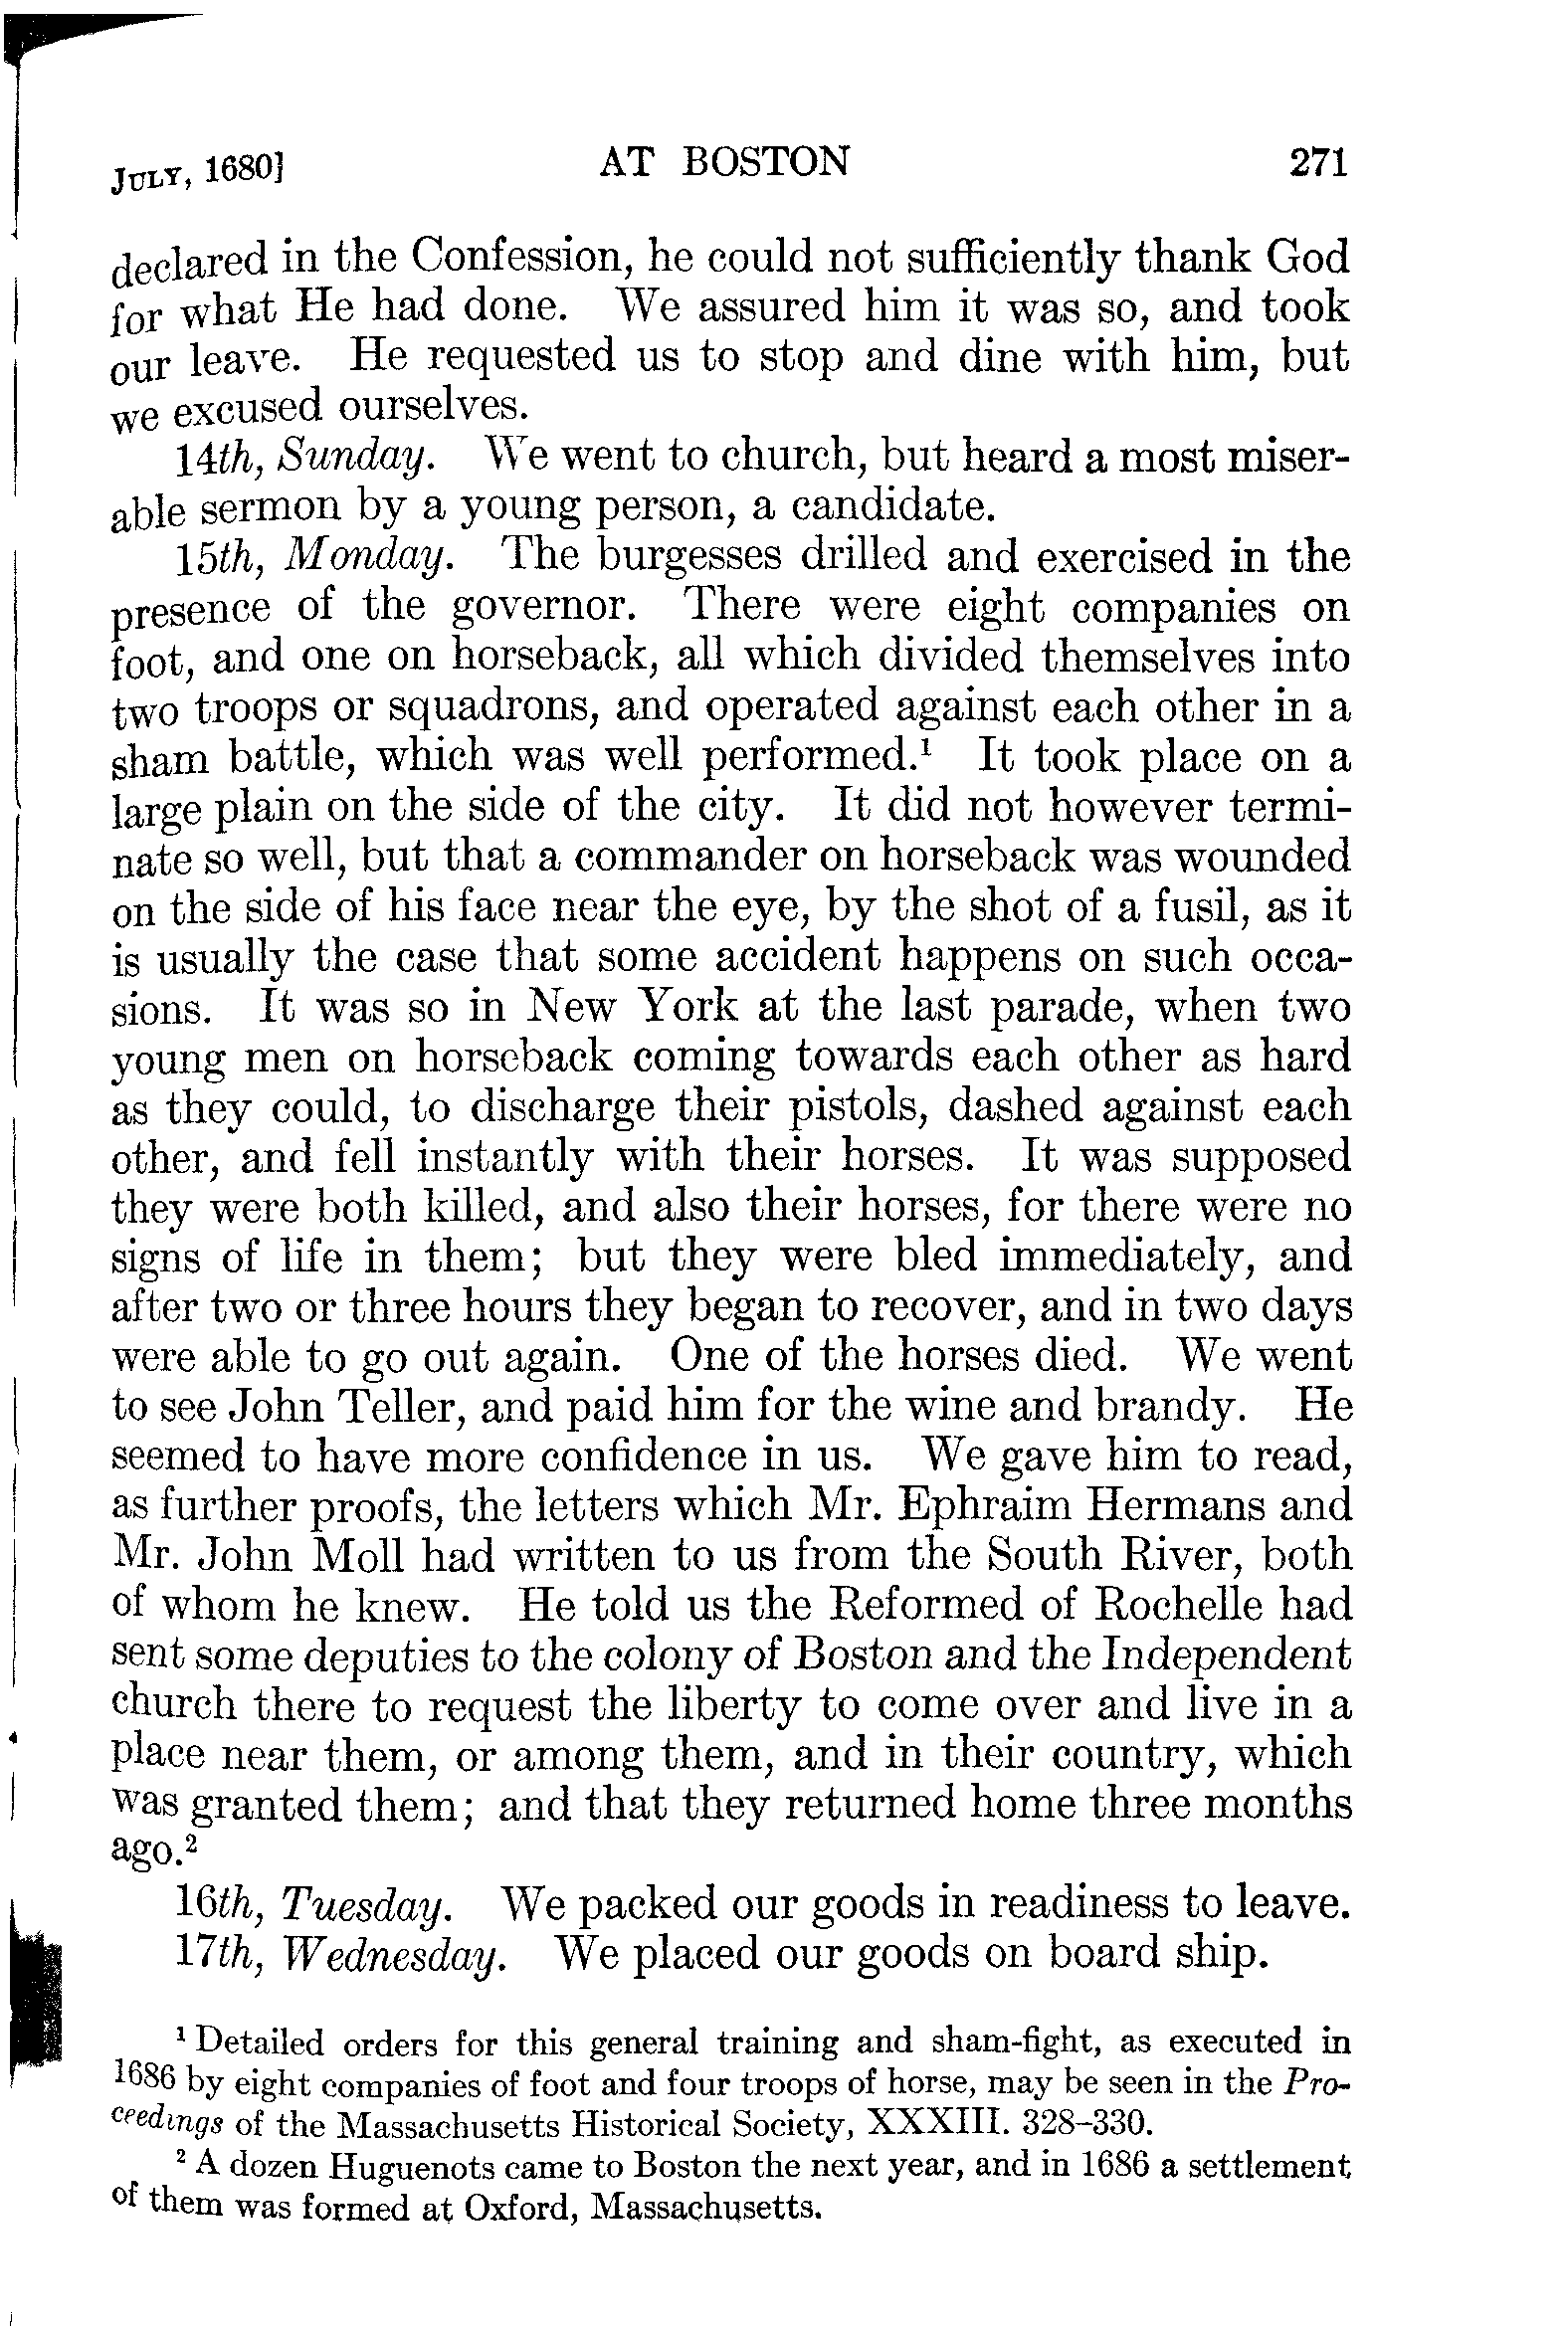 JULY, 1680] AT BOSTON 271
declared in the Confession, he could not sufficiently thank God
for what He had done. We assured him it was so, and took
our leave. He requested us to stop and dine with him, but
we excused ourselves.
14th, Sunday. We went to church, but heard a most miser-
able sermon by a young person, a candidate.
15th, Monday. The burgesses drilled and exercised in the
presence of the governor. There were eight companies on
foot, and one on horseback, all which divided themselves into
two troops or squadrons, and operated against each other in a
sham battle, which was well performed.¹ It took place on a
large plain on the side of the city. It did not however termi-
nate so well, but that a commander on horseback was wounded
on the side of his face near the eye, by the shot of a fusil, as it
is usually the case that some accident happens on such occa-
sions. It was so in New York at the last parade, when two
young men on horseback coming towards each other as hard
as they could, to discharge their pistols, dashed against each
other, and fell instantly with their horses. It was supposed
they were both killed, and also their horses, for there were no
signs of life in them; but they were bled immediately, and
after two or three hours they began to recover, and in two days
were able to go out again. One of the horses died. We went
to see John Teller, and paid him for the wine and brandy. He
seemed to have more confidence in us. We gave him to read,
as further proofs, the letters which Mr. Ephraim Hermans and
Mr. John Moll had written to us from the South River, both
of whom he knew. He told us the Reformed of Rochelle had
sent some deputies to the colony of Boston and the Independent
church there to request the liberty to come over and live in a
place near them, or among them, and in their country, which
was granted them; and that they returned home three months
ago.²
16th, Tuesday. We packed our goods in readiness to leave.
17th, Wednesday. We placed our goods on board ship.
¹ Detailed orders for this general training and sham-fight, as executed in
1686 by eight companies of foot and four troops of horse, may be seen in the Pro-
ceedings of the Massachusetts Historical Society, XXXIII. 328–330.
² A dozen Huguenots came to Boston the next year, and in 1686 a settlement
of them was formed at Oxford, Massachusetts.